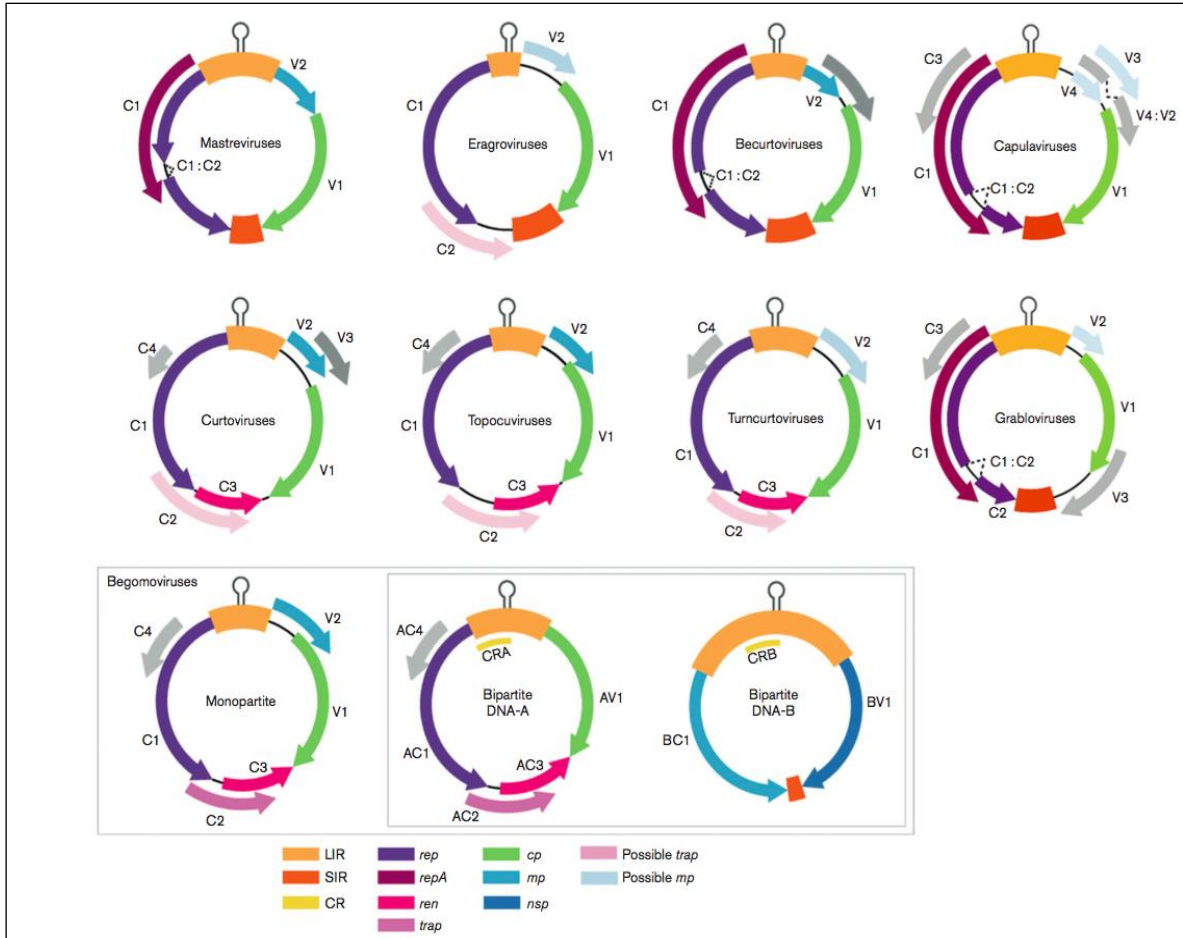 V2
C1
Mastreviruses
C1 : C2
V1
V2
C1
Eragroviruses
V1
C2
C1
V2
Becurtoviruses
C1 : C2
V1
C3
V3
V4
V4 : V2
Capulaviruses
C1
C1 : C2
V1
C4
V2
V3
C1
Curtoviruses
V1
C3
C2
C4
V2
C1
Topocuviruses
V1
C3
C2
C4
V2
Turncurtoviruses
V1
C1
C3
C2
C3
V2
V1
Grabloviruses
C1
C1 : C2
C2
V3
Begomoviruses
C4
V2
Monopartite
V1
C1
C3
C2
AC4
CRA
Bipartite
DNA-A
AV1
AC1
AC3
AC2
CRB
Bipartite
DNA-B
BV1
BC1
LIR
SIR
CR
rep
repA
ren
trap
cp
mp
nsp
Possible trap
Possible mp